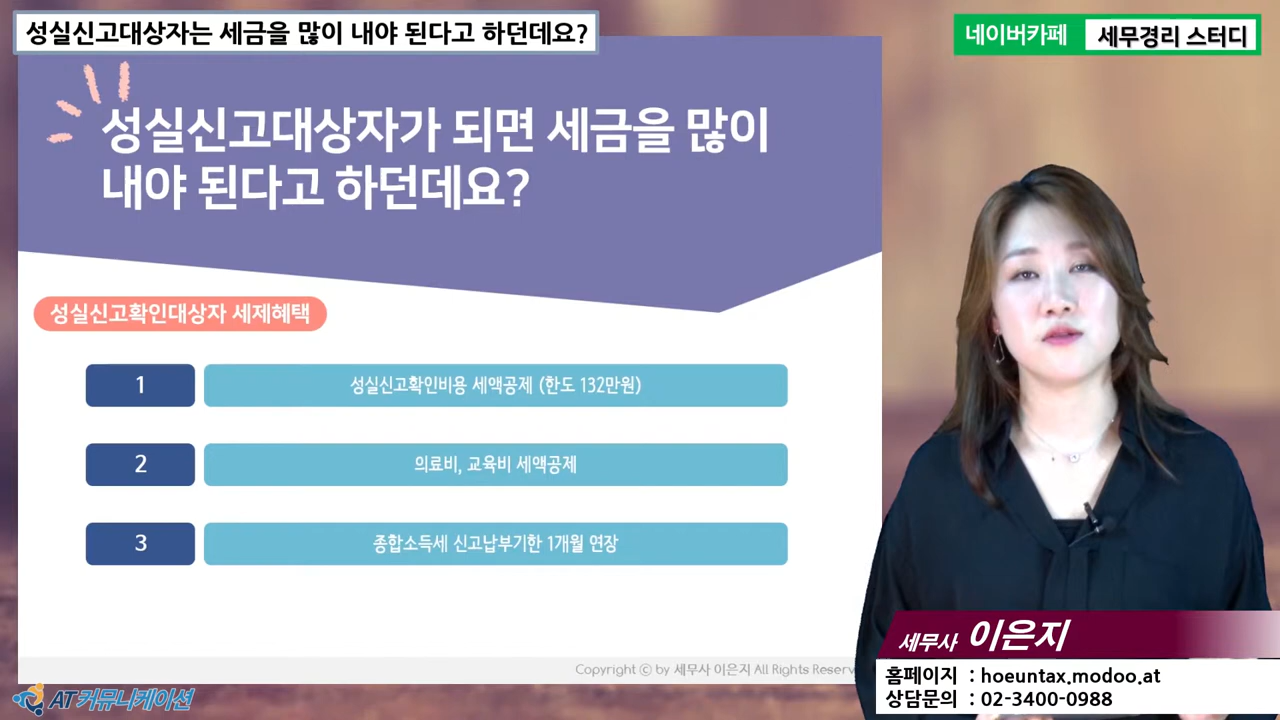 성실신고대상자는 세금을 많이 내야 된다고 하던데요?
네이버카페 세무경리 스터디
성실신고대상자가 되면 세금을 많이
내야 된다고 하던데요?
성실신고확인대상자 세제혜택
1 성실신고확인비용 세액공제 (한도 132만원)
2 의료비, 교육비 세액공제
3 종합소득세 신고납부기한 1개월 연장
Copyright ⓒ by 세무사 이은지 All Rights Reserv
세무사 이은지
홈페이지 : hoeuntax.modoo.at
상담문의 : 02-3400-0988
AT커뮤니케이션